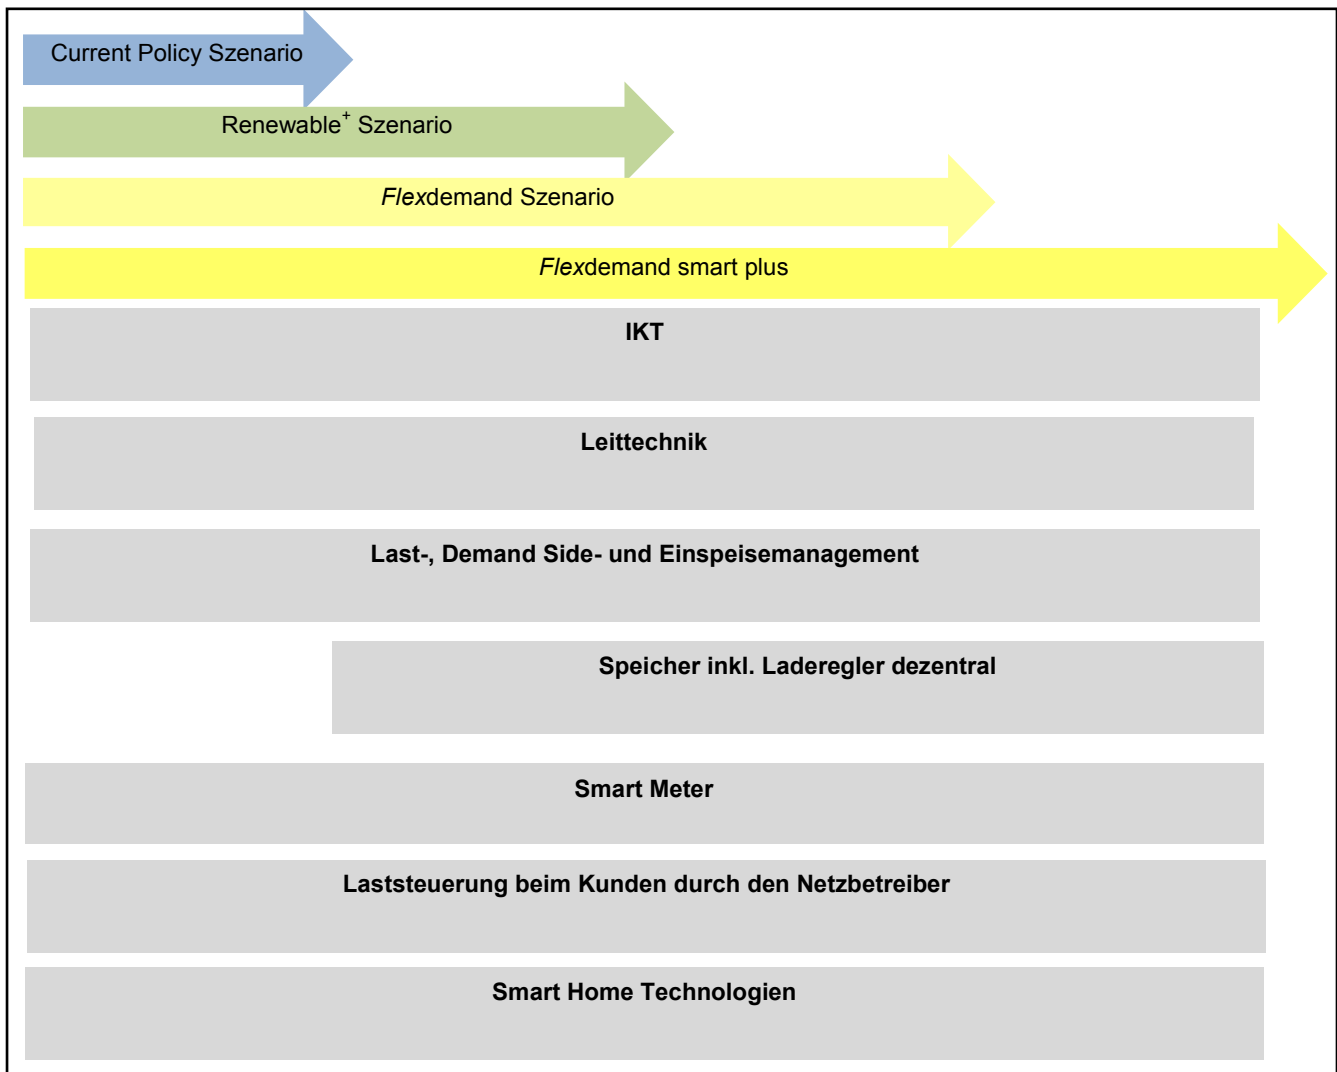 Current Policy Szenario
Renewable⁺ Szenario
Flexdemand Szenario
Flexdemand smart plus
IKT
Leittechnik
Last-, Demand Side- und Einspeisemanagement
Speicher inkl. Laderegler dezentral
Smart Meter
Laststeuerung beim Kunden durch den Netzbetreiber
Smart Home Technologien